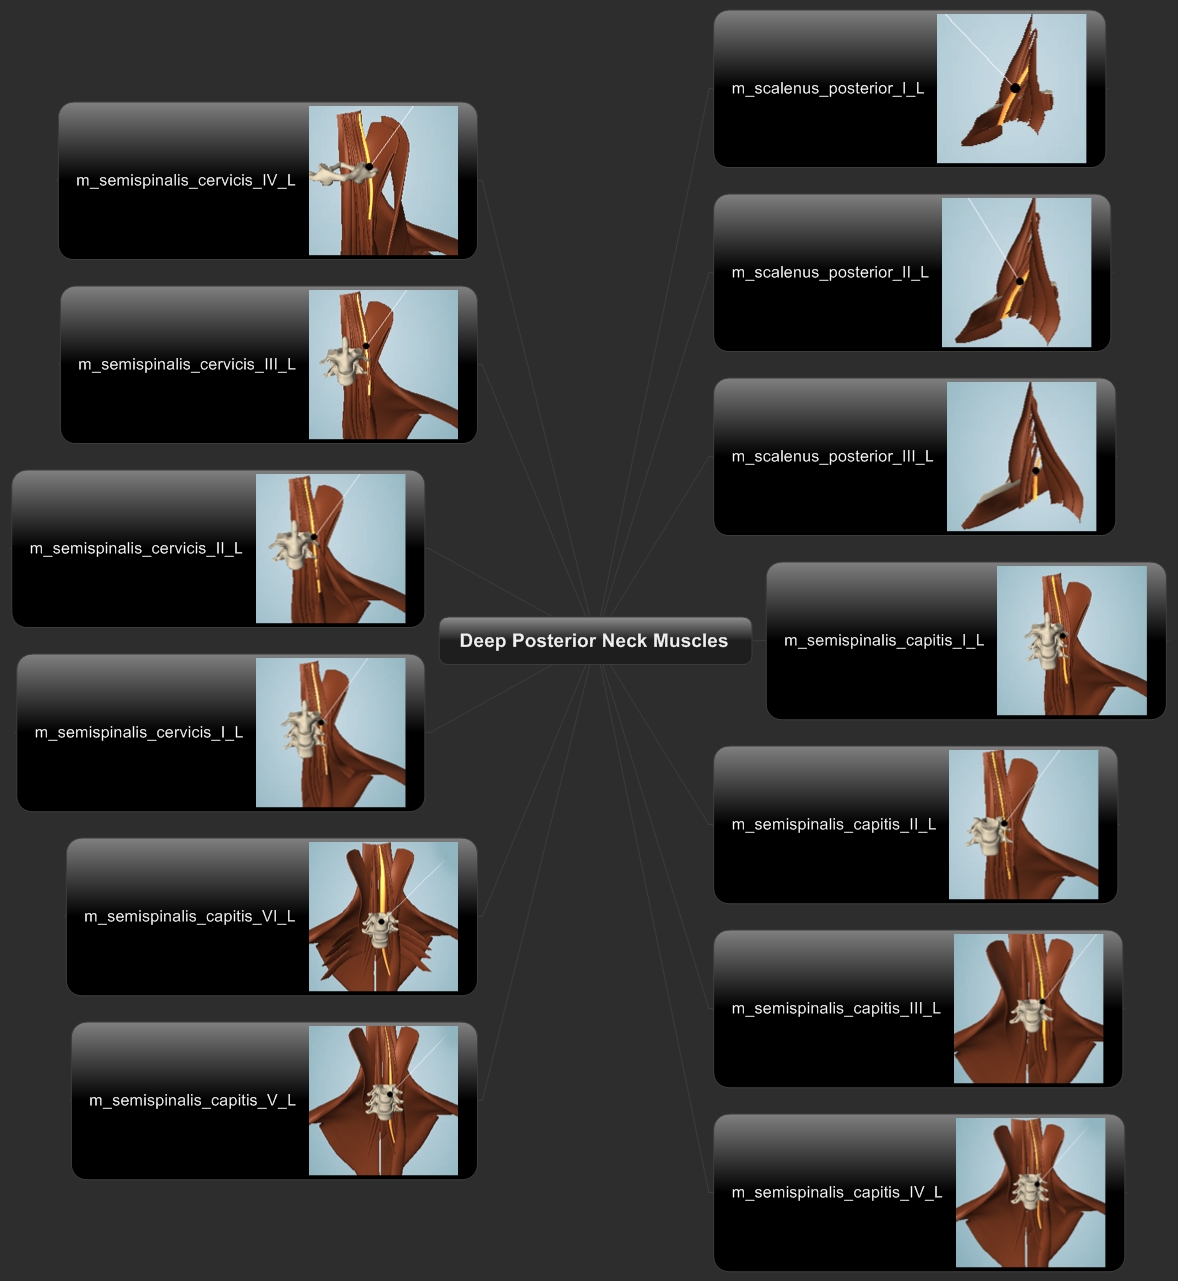 m_scalenus_posterior_I_L
m_semispinalis_cervicis_IV_L
m_scalenus_posterior_II_L
m_semispinalis_cervicis_III_L
m_scalenus_posterior_III_L
m_semispinalis_cervicis_II_L
Deep Posterior Neck Muscles
m_semispinalis_capitis_I_L
m_semispinalis_cervicis_I_L
m_semispinalis_capitis_II_L
m_semispinalis_capitis_VI_L
m_semispinalis_capitis_III_L
m_semispinalis_capitis_V_L
m_semispinalis_capitis_IV_L